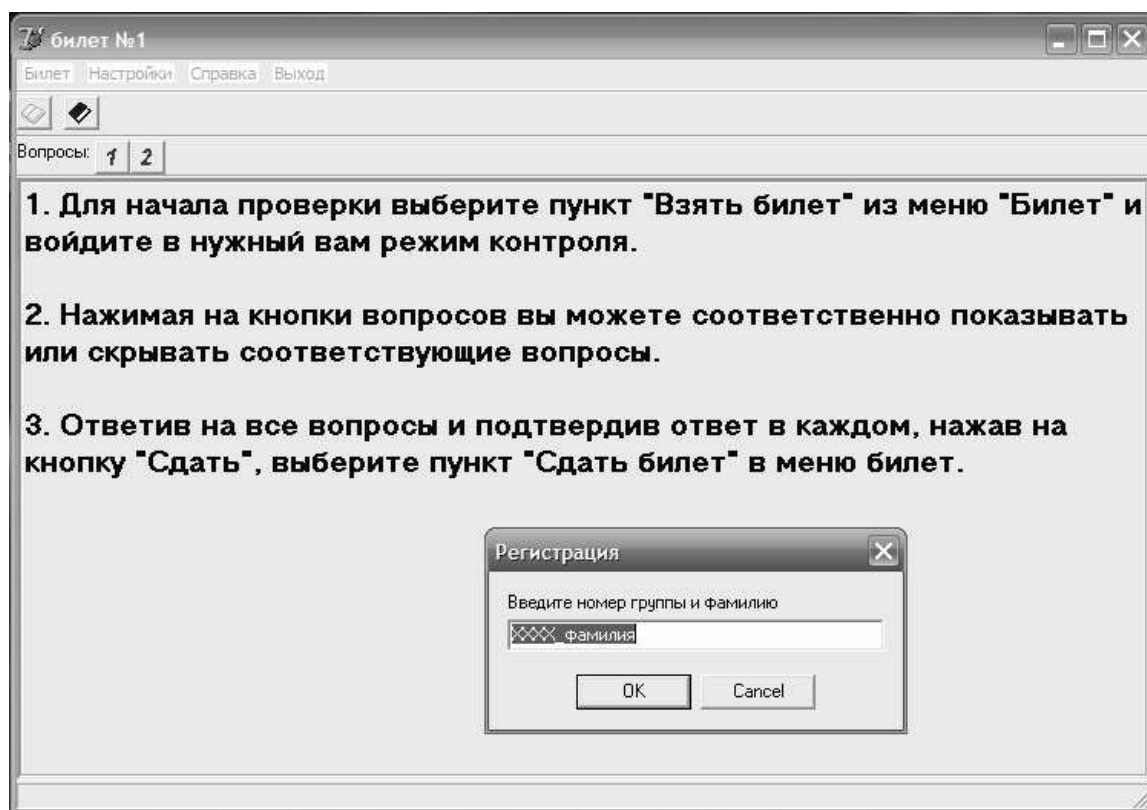 билет №1
Билет Настройки Справка Выход
Вопросы: 1 2
1. Для начала проверки выберите пункт "Взять билет" из меню "Билет" и
войдите в нужный вам режим контроля.
2. Нажимая на кнопки вопросов вы можете соответственно показывать
или скрывать соответствующие вопросы.
3. Ответив на все вопросы и подтвердив ответ в каждом, нажав на
кнопку "Сдать", выберите пункт "Сдать билет" в меню билет.
Регистрация
Введите номер группы и фамилию
XXXX_фамилия
OK Cancel